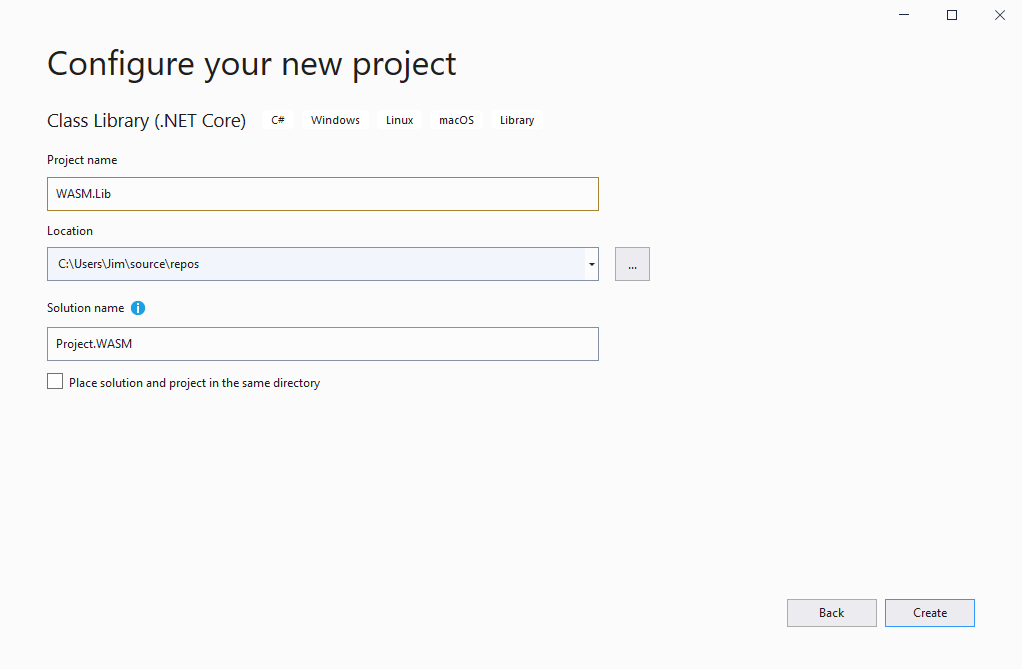 Configure your new project
Class Library (.NET Core) C# Windows Linux macOS Library
Project name
WASM.Lib
Location
C:\Users\Jim\source\repos
...
Solution name i
Project.WASM
Place solution and project in the same directory
Back Create